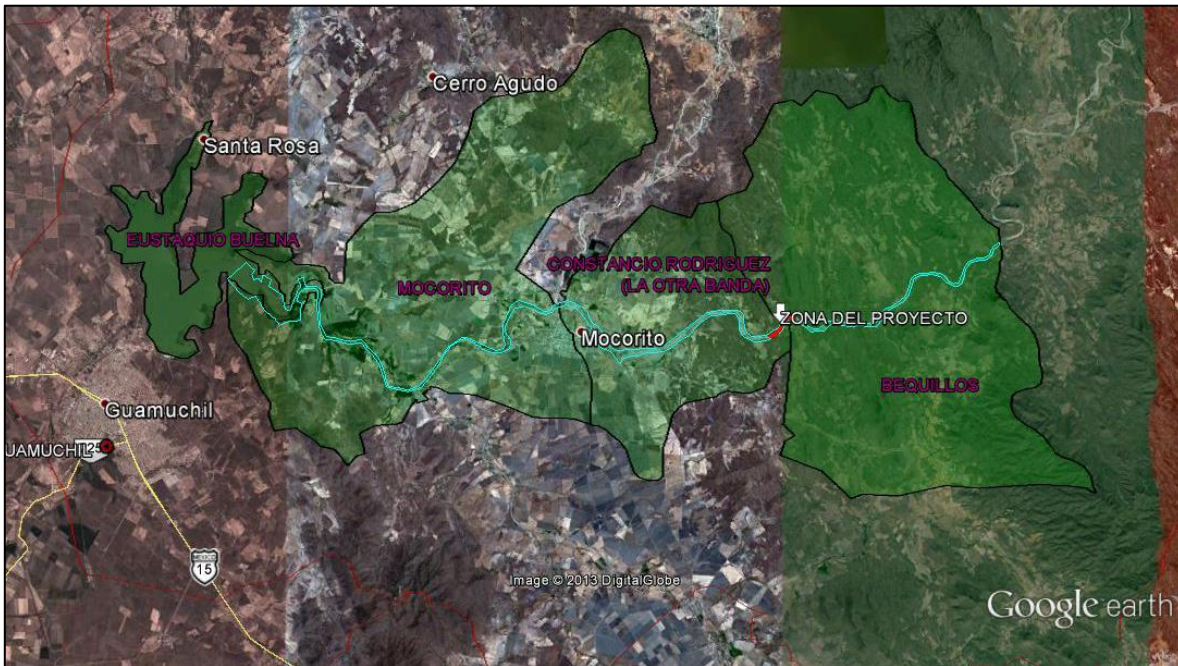 Cerro Agudo
Santa Rosa
EUSTAQUIO BUELNA
MOCORITO
CONSTANCIO RODRIGUEZ
(LA OTRA BANDA)
ZONA DEL PROYECTO
Mocorito
BEQUILLOS
Guamuchil
UAMUCHIL
MEXICO
15
Image © 2013 DigitalGlobe
Google earth